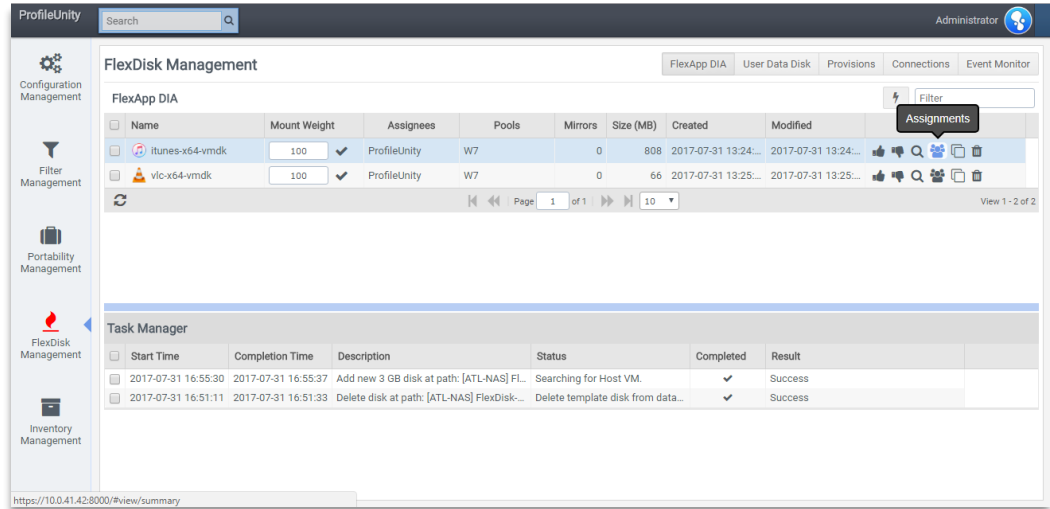 ProfileUnity
Search
Administrator
FlexDisk Management
FlexApp DIA User Data Disk Provisions Connections Event Monitor
Configuration
Management
FlexApp DIA
Filter
Assignments
Name Mount Weight Assignees Pools Mirrors Size (MB) Created Modified
itunes-x64-vmdk 100 ProfileUnity W7 0 808 2017-07-31 13:24:... 2017-07-31 13:24:...
vlc-x64-vmdk 100 ProfileUnity W7 0 66 2017-07-31 13:25:... 2017-07-31 13:25:...
Page 1 of 1 10 View 1 - 2 of 2
Filter
Management
Portability
Management
FlexDisk
Management
Inventory
Management
Task Manager
Start Time Completion Time Description Status Completed Result
2017-07-31 16:55:30 2017-07-31 16:55:37 Add new 3 GB disk at path: [ATL-NAS] Fl... Searching for Host VM. Success
2017-07-31 16:51:11 2017-07-31 16:51:33 Delete disk at path: [ATL-NAS] FlexDisk-... Delete template disk from data... Success
https://10.0.41.42:8000/#view/summary